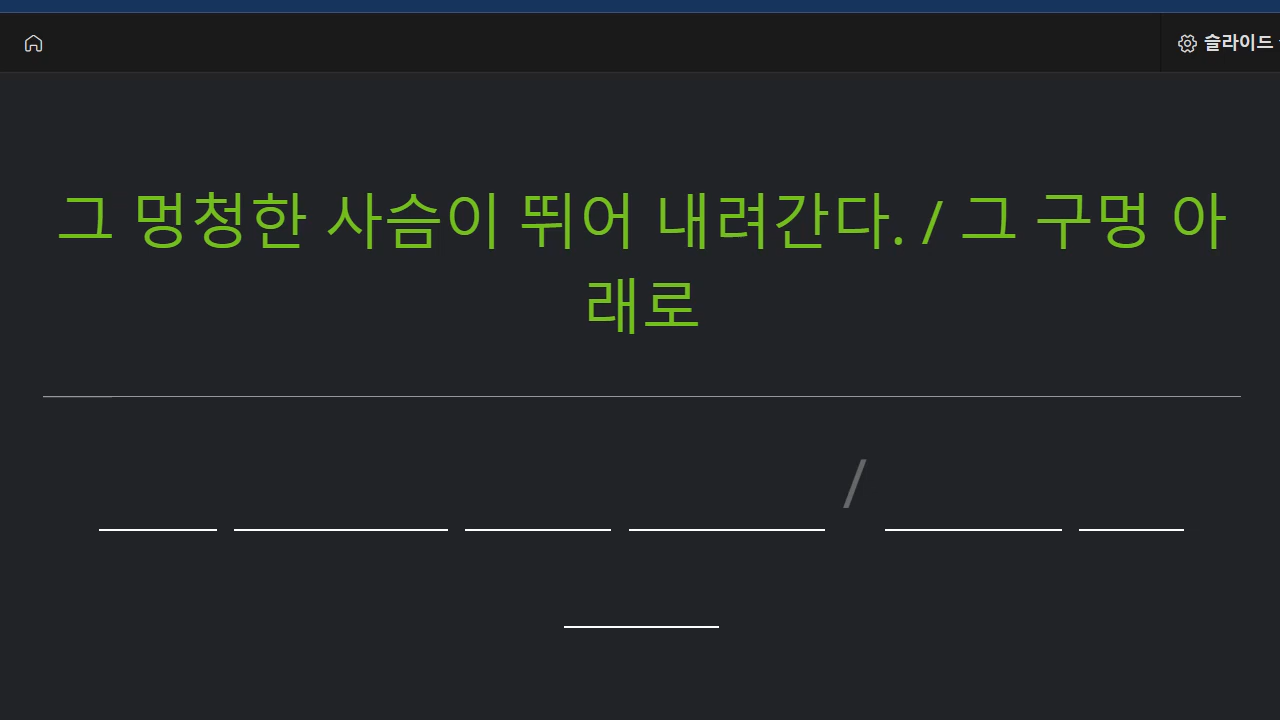 슬라이드
그 멍청한 사슴이 뛰어 내려간다. / 그 구멍 아
래로
/